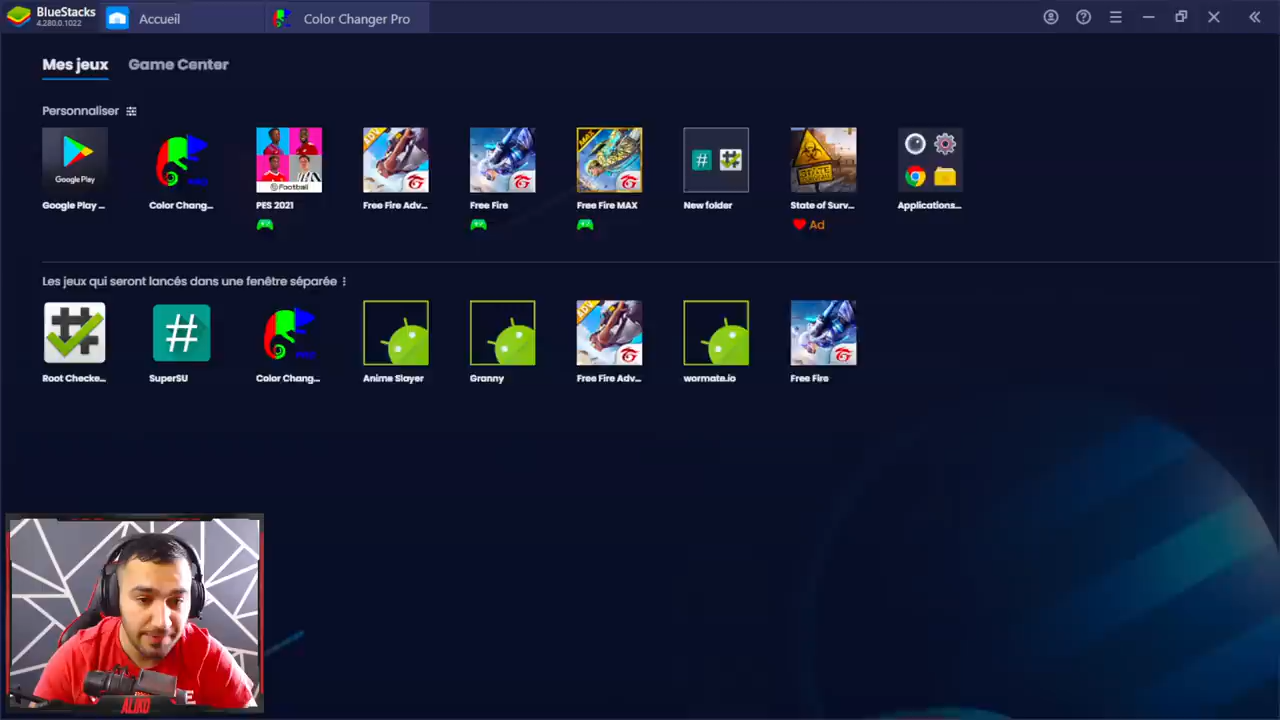 BlueStacks
4.280.0.1022
Accueil
Color Changer Pro
Mes jeux
Game Center
Personnaliser
Google Play
Google Play ...
Color Chang...
PES 2021
Free Fire Adv...
Free Fire
Free Fire MAX
New folder
State of Surv...
Applications...
Ad
Les jeux qui seront lancés dans une fenêtre séparée
Root Checke...
SuperSU
Color Chang...
Anime Slayer
Granny
Free Fire Adv...
wormate.io
Free Fire
ALIKO